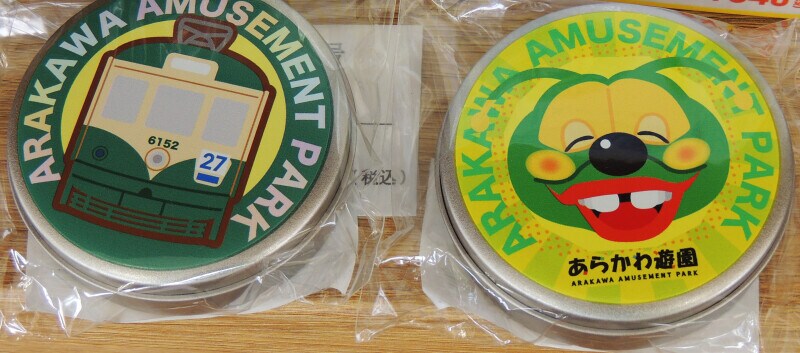 ARAKAWA AMUSEMENT PARK
6152
27
(税込)
ARAKAWA AMUSEMENT PARK
あらかわ遊園
ARAKAWA AMUSEMENT PARK